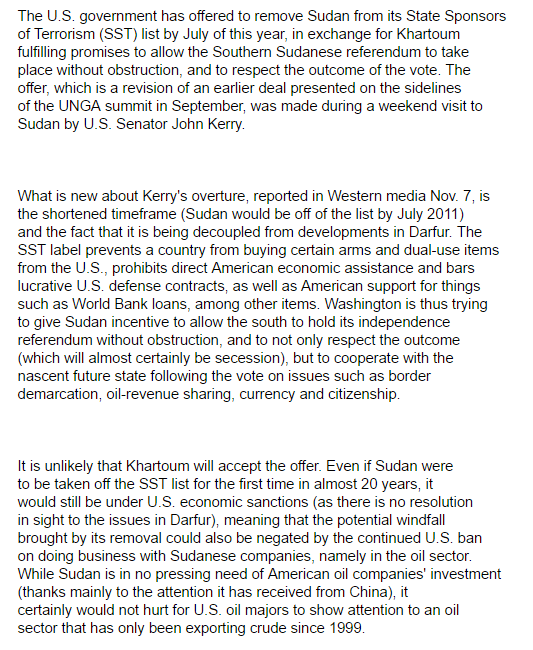 The U.S. government has offered to remove Sudan from its State Sponsors
of Terrorism (SST) list by July of this year, in exchange for Khartoum
fulfilling promises to allow the Southern Sudanese referendum to take
place without obstruction, and to respect the outcome of the vote. The
offer, which is a revision of an earlier deal presented on the sidelines
of the UNGA summit in September, was made during a weekend visit to
Sudan by U.S. Senator John Kerry.
What is new about Kerry's overture, reported in Western media Nov. 7, is
the shortened timeframe (Sudan would be off of the list by July 2011)
and the fact that it is being decoupled from developments in Darfur. The
SST label prevents a country from buying certain arms and dual-use items
from the U.S., prohibits direct American economic assistance and bars
lucrative U.S. defense contracts, as well as American support for things
such as World Bank loans, among other items. Washington is thus trying
to give Sudan incentive to allow the south to hold its independence
referendum without obstruction, and to not only respect the outcome
(which will almost certainly be secession), but to cooperate with the
nascent future state following the vote on issues such as border
demarcation, oil-revenue sharing, currency and citizenship.
It is unlikely that Khartoum will accept the offer. Even if Sudan were
to be taken off the SST list for the first time in almost 20 years, it
would still be under U.S. economic sanctions (as there is no resolution
in sight to the issues in Darfur), meaning that the potential windfall
brought by its removal could also be negated by the continued U.S. ban
on doing business with Sudanese companies, namely in the oil sector.
While Sudan is in no pressing need of American oil companies' investment
(thanks mainly to the attention it has received from China), it
certainly would not hurt for U.S. oil majors to show attention to an oil
sector that has only been exporting crude since 1999.